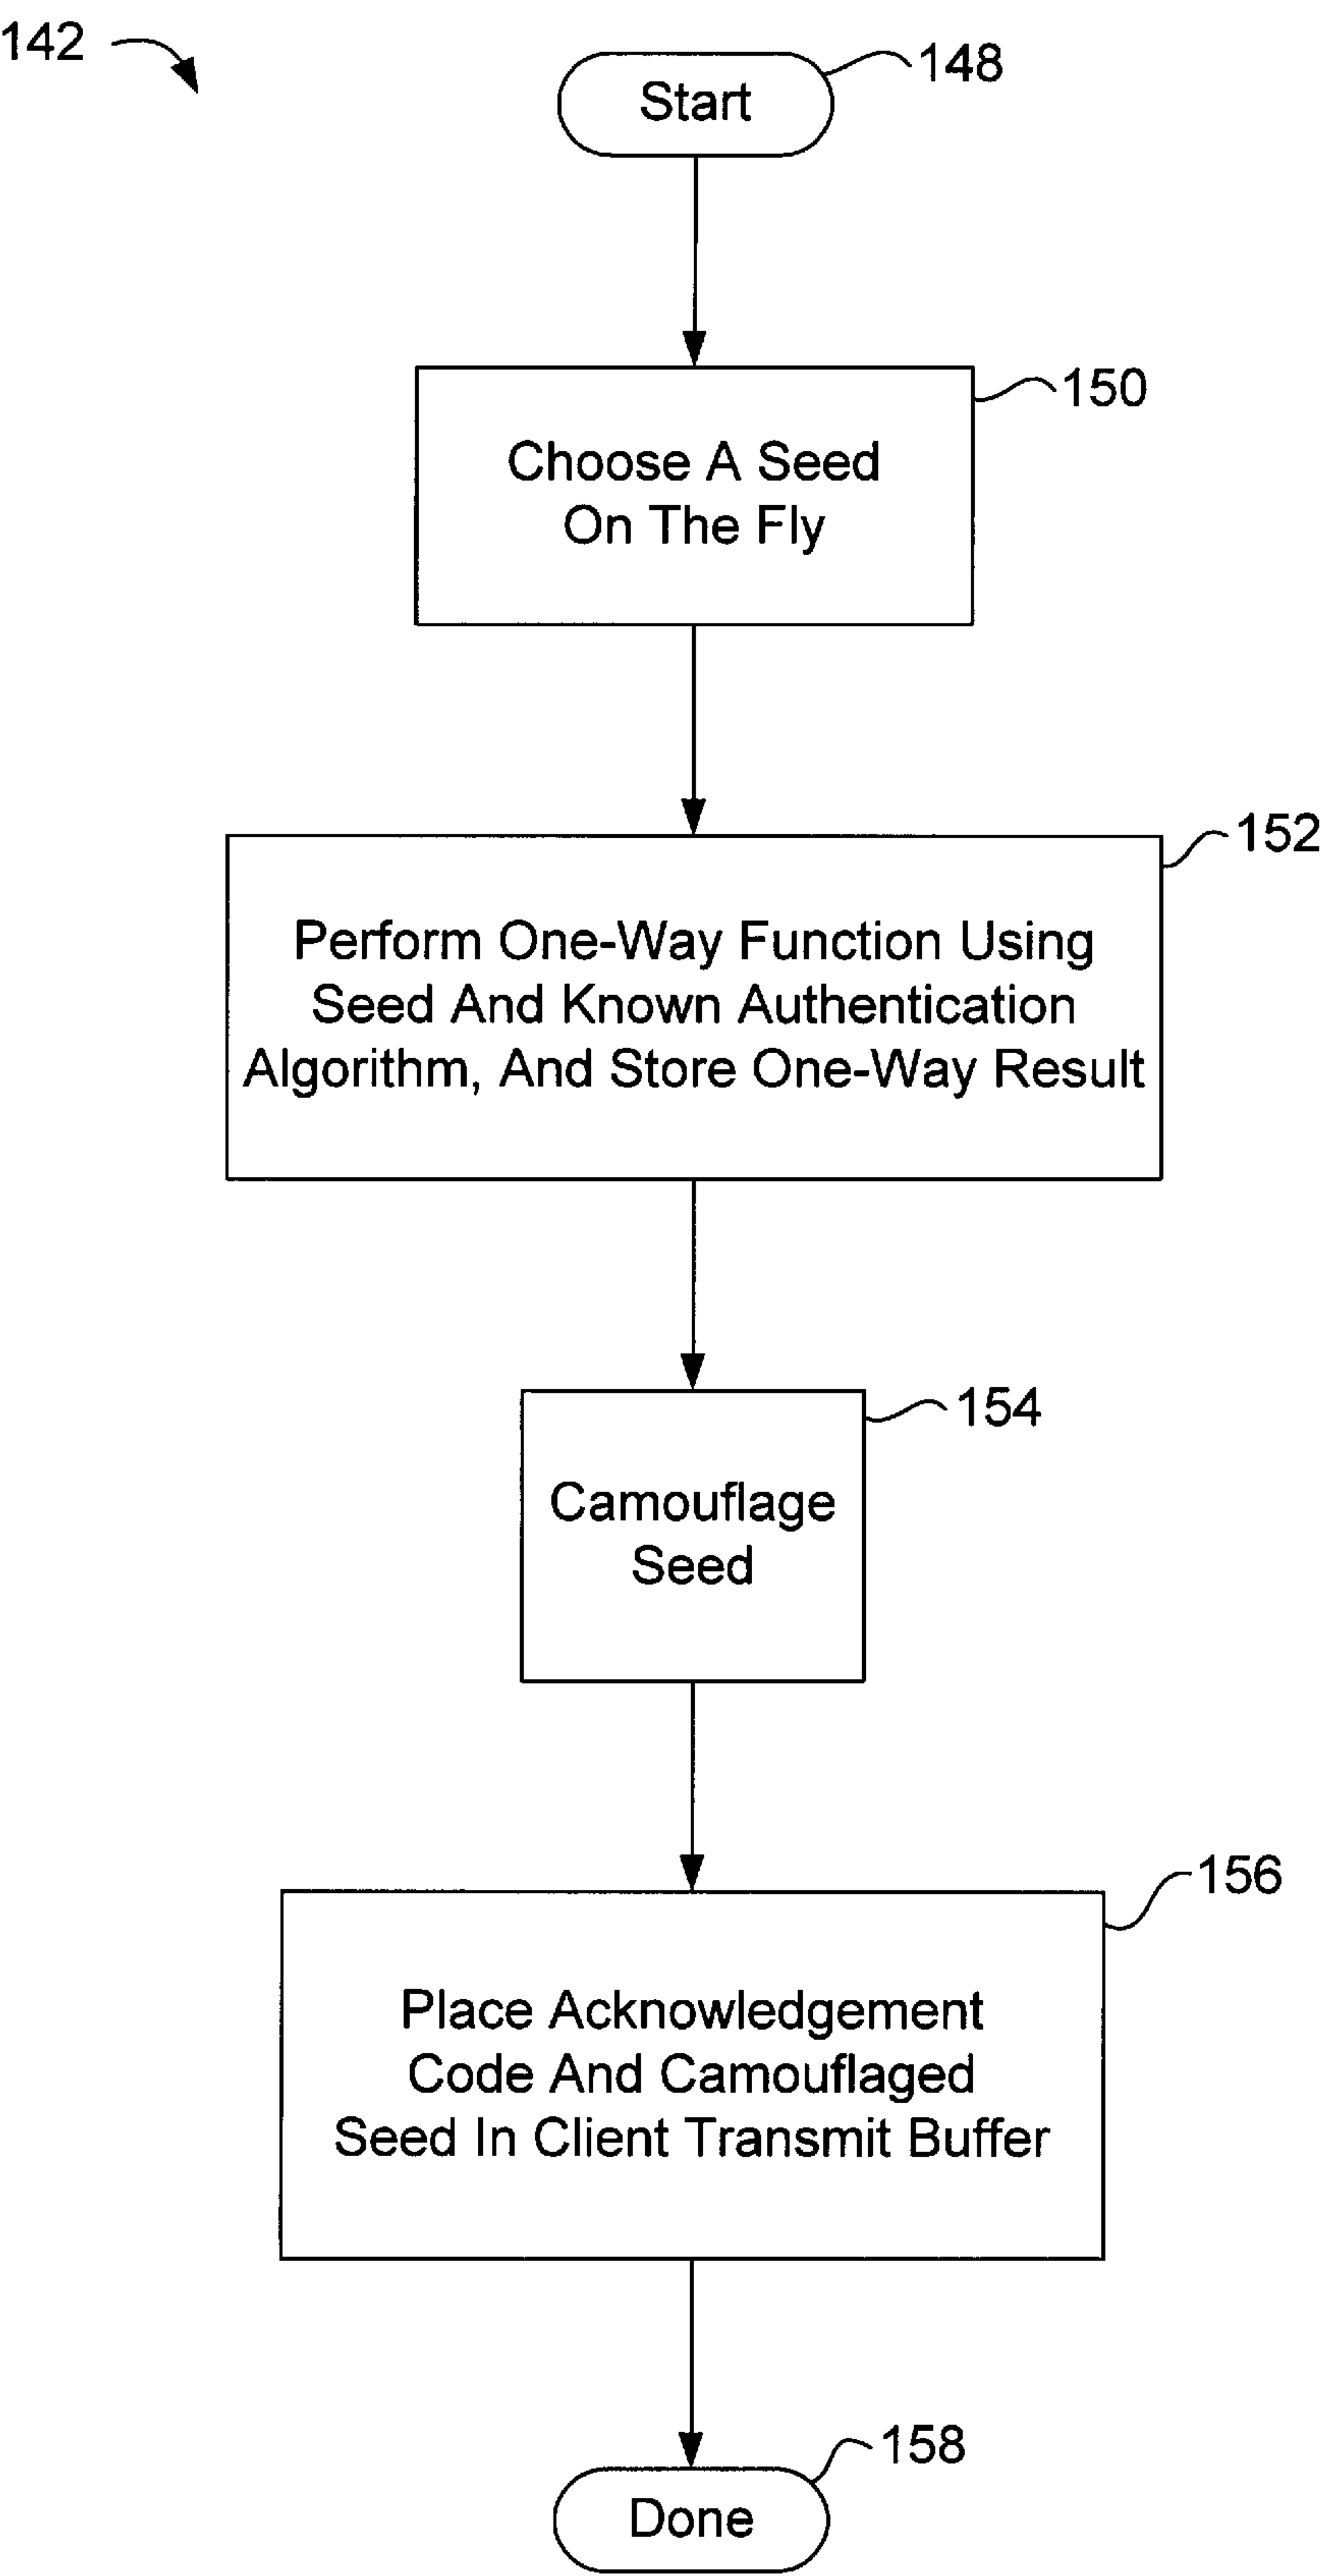 142
Start
148
Choose A Seed
On The Fly
150
Perform One-Way Function Using
Seed And Known Authentication
Algorithm, And Store One-Way Result
152
Camouflage
Seed
154
Place Acknowledgement
Code And Camouflaged
Seed In Client Transmit Buffer
156
Done
158